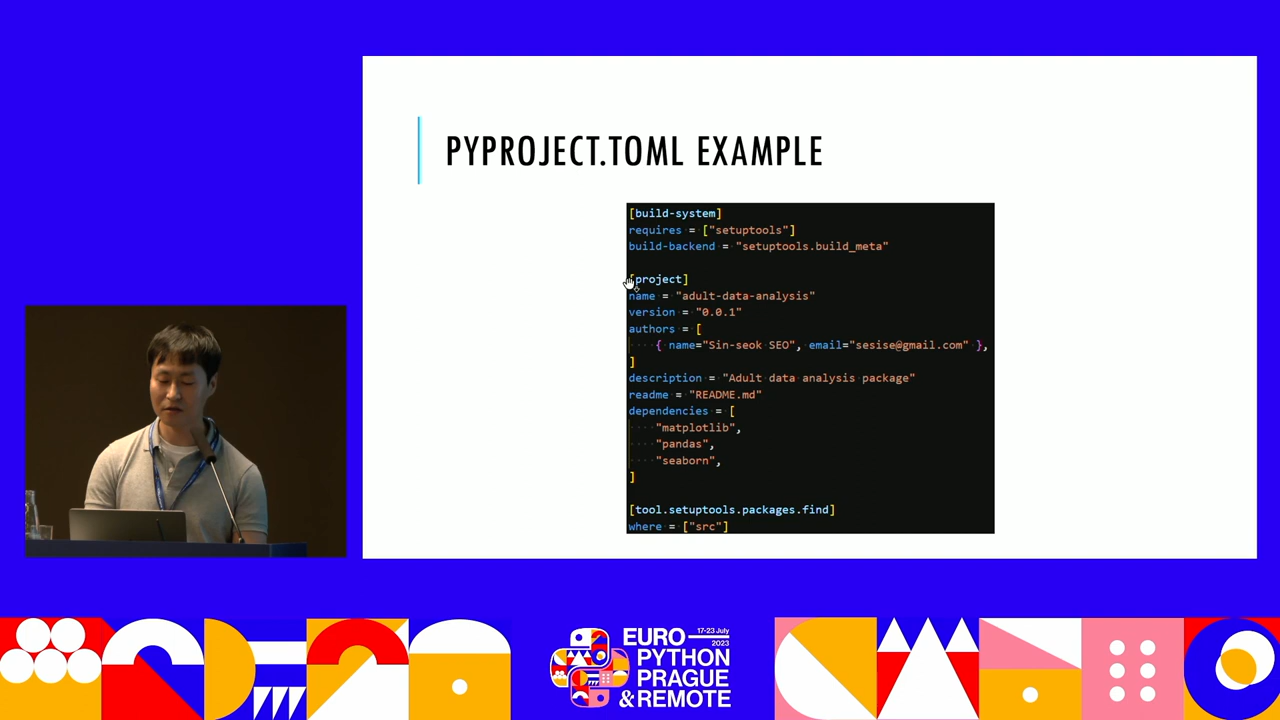 PYPROJECT.TOML EXAMPLE
[build-system]
requires = ["setuptools"]
build-backend = "setuptools.build_meta"
[project]
name = "adult-data-analysis"
version = "0.0.1"
authors = [
{ name="Sin-seok SEO", email="sesise@gmail.com" },
]
description = "Adult data analysis package"
readme = "README.md"
dependencies = [
"matplotlib",
"pandas",
"seaborn",
]
[tool.setuptools.packages.find]
where = ["src"]
EURO
17-23 July
2023
PYTHON
PRAGUE
& REMOTE